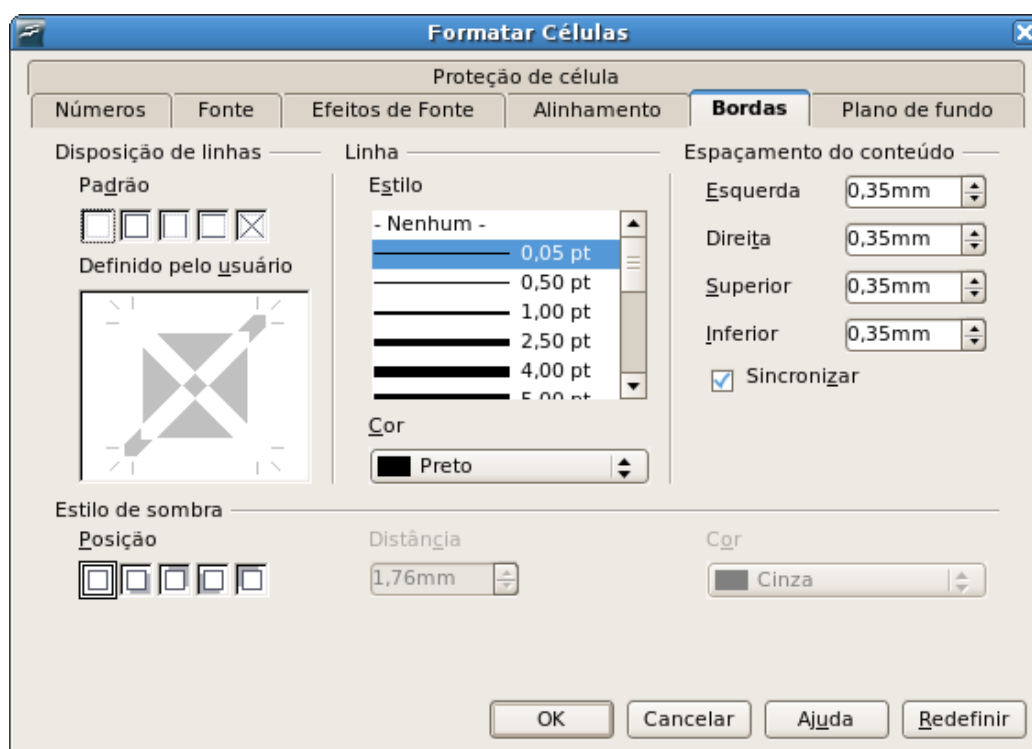 Formatar Células
Proteção de célula
Números
Fonte
Efeitos de Fonte
Alinhamento
Bordas
Plano de fundo
Disposição de linhas
Padrão
Definido pelo usuário
Linha
Estilo
- Nenhum -
0,05 pt
0,50 pt
1,00 pt
2,50 pt
4,00 pt
5,00 pt
Cor
Preto
Espaçamento do conteúdo
Esquerda 0,35mm
Direita 0,35mm
Superior 0,35mm
Inferior 0,35mm
Sincronizar
Estilo de sombra
Posição
Distância
1,76mm
Cor
Cinza
OK
Cancelar
Ajuda
Redefinir